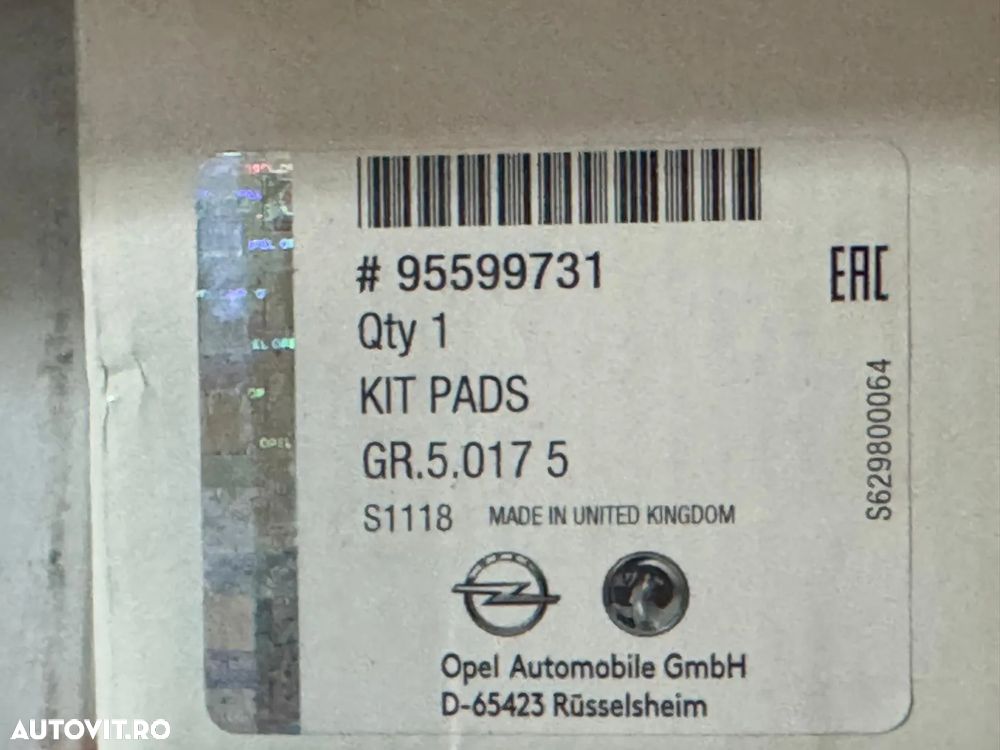 # 95599731
Qty 1
KIT PADS
GR.5.017 5
S1118 MADE IN UNITED KINGDOM
Opel Automobile GmbH
D-65423 Rüsselsheim
EAC
S629800064
OPEL
AUTOVIT.RO